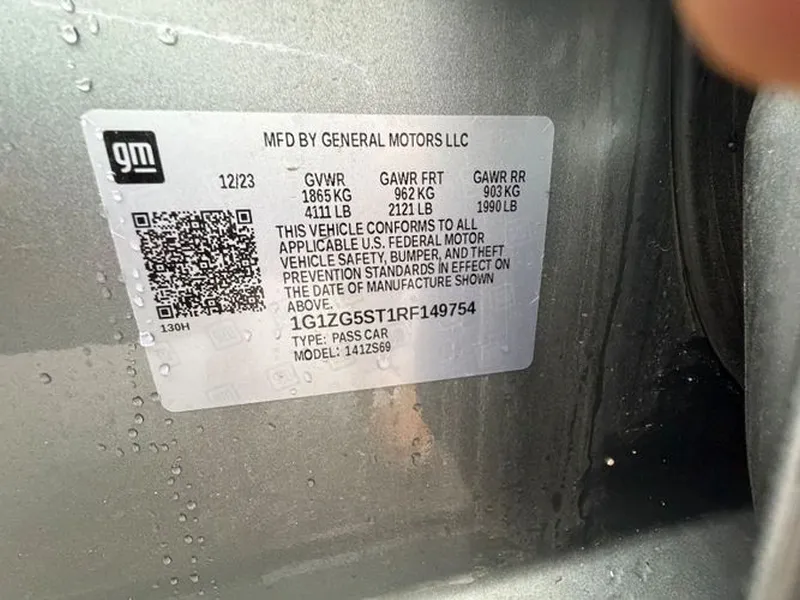 gm
MFD BY GENERAL MOTORS LLC
12/23 GVWR GAWR FRT GAWR RR
1865 KG 962 KG 903 KG
4111 LB 2121 LB 1990 LB
THIS VEHICLE CONFORMS TO ALL
APPLICABLE U.S. FEDERAL MOTOR
VEHICLE SAFETY, BUMPER, AND THEFT
PREVENTION STANDARDS IN EFFECT ON
THE DATE OF MANUFACTURE SHOWN
ABOVE.
130H
1G1ZG5ST1RF149754
TYPE: PASS CAR
MODEL: 141ZS69